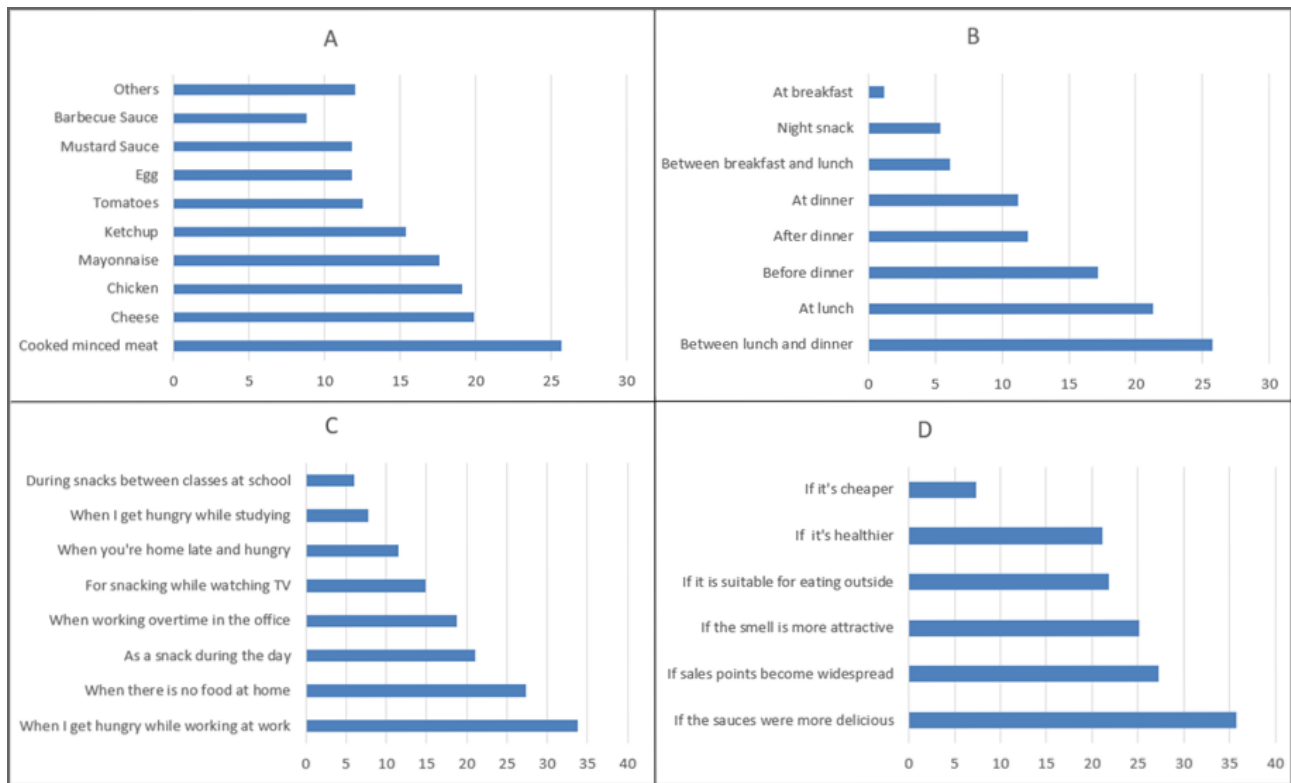 A
Others
Barbecue Sauce
Mustard Sauce
Egg
Tomatoes
Ketchup
Mayonnaise
Chicken
Cheese
Cooked minced meat
0 5 10 15 20 25 30
B
At breakfast
Night snack
Between breakfast and lunch
At dinner
After dinner
Before dinner
At lunch
Between lunch and dinner
0 5 10 15 20 25 30
C
During snacks between classes at school
When I get hungry while studying
When you're home late and hungry
For snacking while watching TV
When working overtime in the office
As a snack during the day
When there is no food at home
When I get hungry while working at work
0 5 10 15 20 25 30 35 40
D
If it's cheaper
If it's healthier
If it is suitable for eating outside
If the smell is more attractive
If sales points become widespread
If the sauces were more delicious
0 5 10 15 20 25 30 35 40